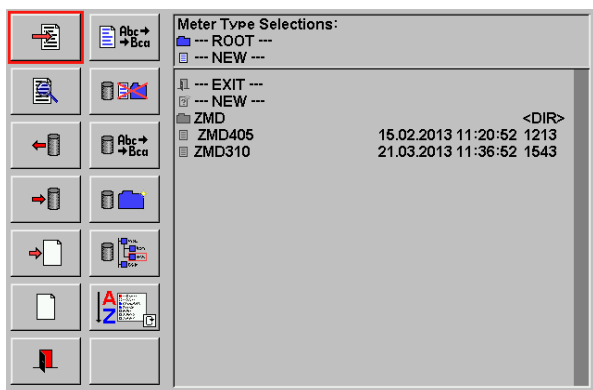 Abc
Bca
Meter Type Selections:
--- ROOT ---
--- NEW ---
--- EXIT ---
--- NEW ---
ZMD <DIR>
ZMD405 15.02.2013 11:20:52 1213
ZMD310 21.03.2013 11:36:52 1543
Abc
Bca
A
Z